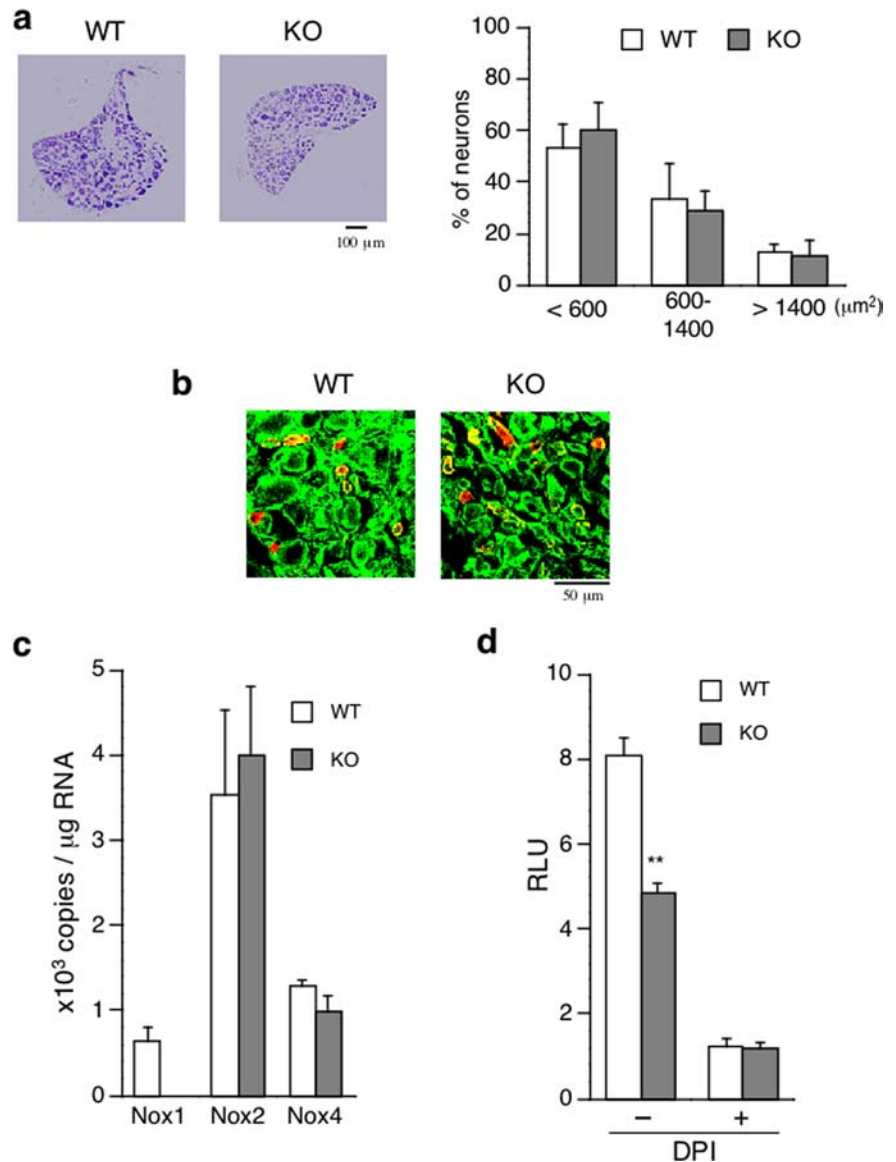 a
WT KO
100 μm
WT KO
% of neurons
100
80
60
40
20
0
< 600 600-1400 > 1400 (μm²)
b
WT KO
50 μm
c
x10³ copies / μg RNA
5
4
3
2
1
0
WT
KO
Nox1 Nox2 Nox4
d
RLU
10
8
6
4
2
0
WT
KO
**
− +
DPI